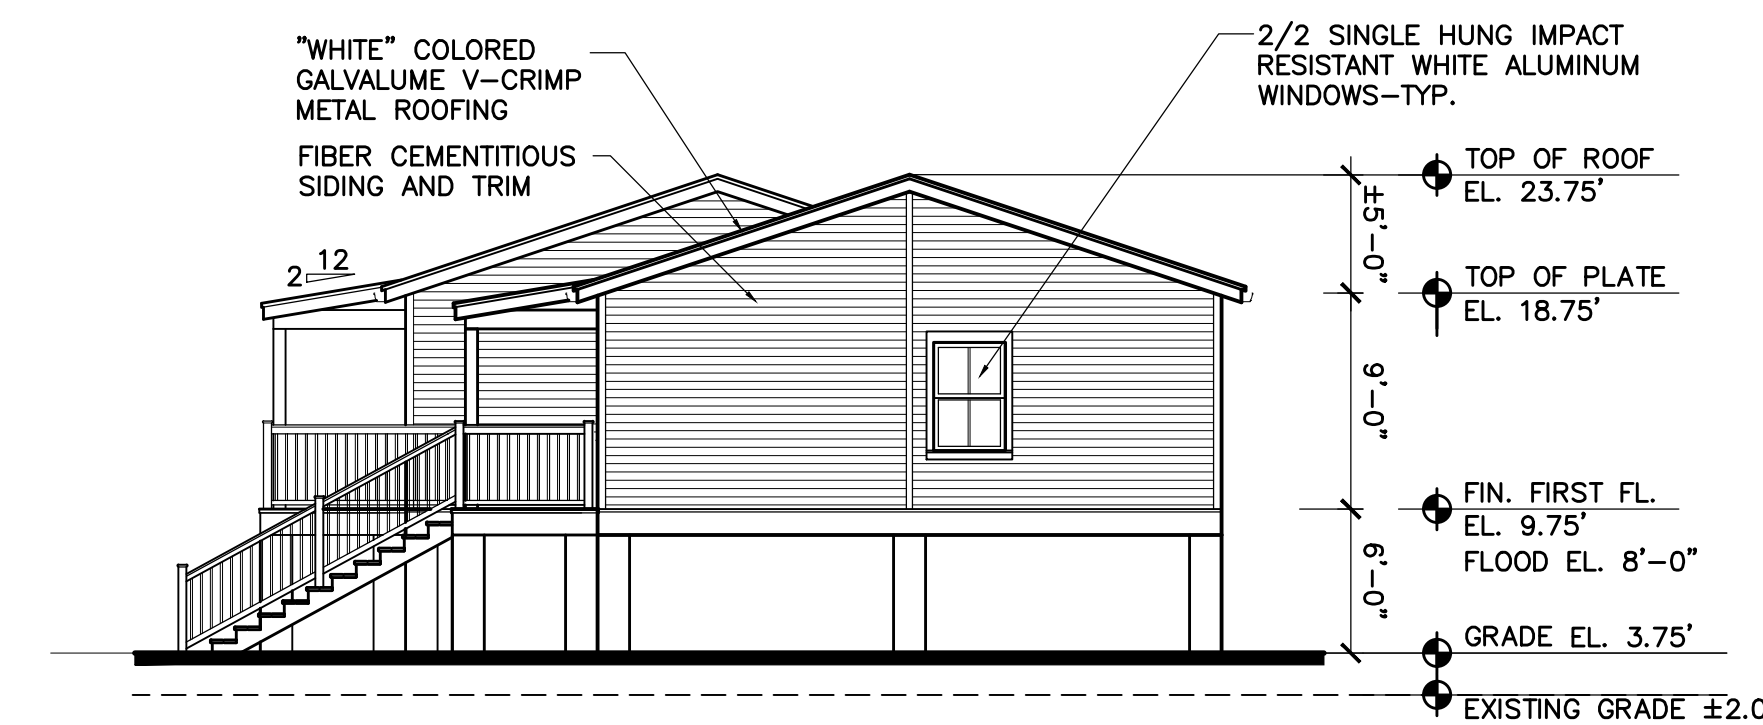 "WHITE" COLORED
GALVALUME V-CRIMP
METAL ROOFING
FIBER CEMENTITIOUS
SIDING AND TRIM
2/2 SINGLE HUNG IMPACT
RESISTANT WHITE ALUMINUM
WINDOWS-TYP.
12
2
TOP OF ROOF
EL. 23.75'
±5'-0"
TOP OF PLATE
EL. 18.75'
9'-0"
FIN. FIRST FL.
EL. 9.75'
FLOOD EL. 8'-0"
6'-0"
GRADE EL. 3.75'
EXISTING GRADE ±2.0